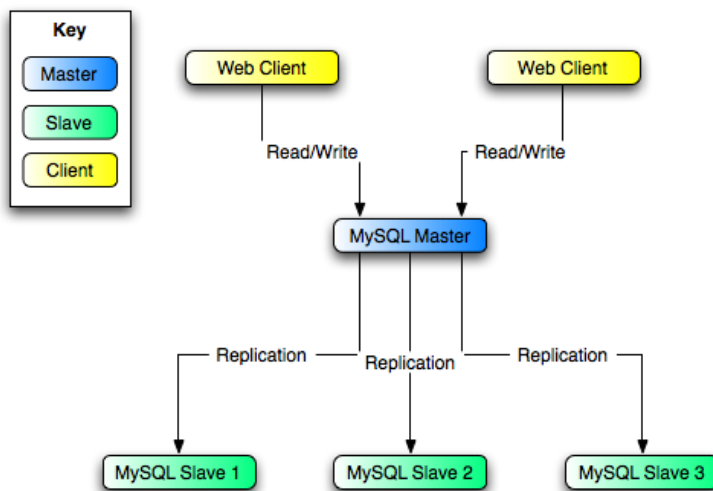 Key
Master
Slave
Client
Web Client
Web Client
Read/Write
Read/Write
MySQL Master
Replication
Replication
Replication
MySQL Slave 1
MySQL Slave 2
MySQL Slave 3